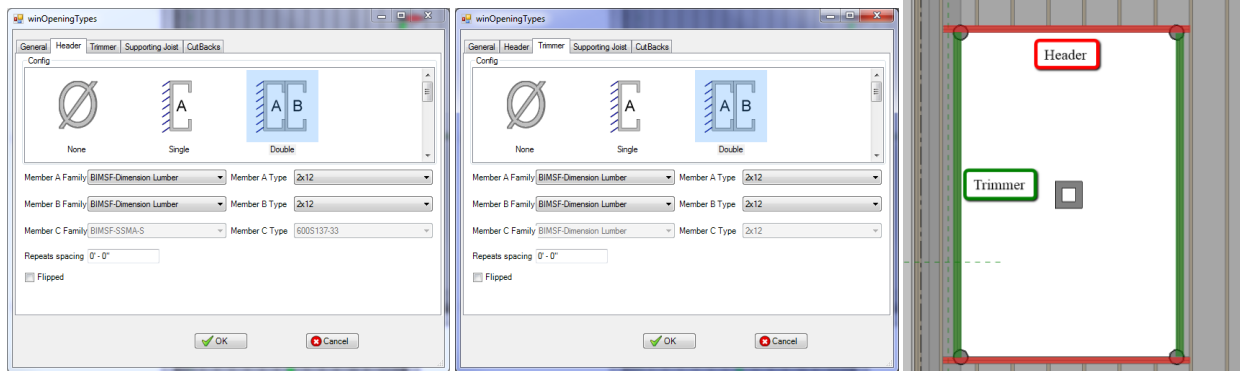 winOpeningTypes
General Header Trimmer Supporting Joist CutBacks
Config
A
A B
None Single Double
Member A Family BIMSF-Dimension Lumber Member A Type 2x12
Member B Family BIMSF-Dimension Lumber Member B Type 2x12
Member C Family BIMSF-SSMA-S Member C Type 600S137-33
Repeats spacing 0' - 0"
Flipped
OK Cancel
winOpeningTypes
General Header Trimmer Supporting Joist CutBacks
Config
A
A B
None Single Double
Member A Family BIMSF-Dimension Lumber Member A Type 2x12
Member B Family BIMSF-Dimension Lumber Member B Type 2x12
Member C Family BIMSF-Dimension Lumber Member C Type 2x12
Repeats spacing 0' - 0"
Flipped
OK Cancel
Header
Trimmer